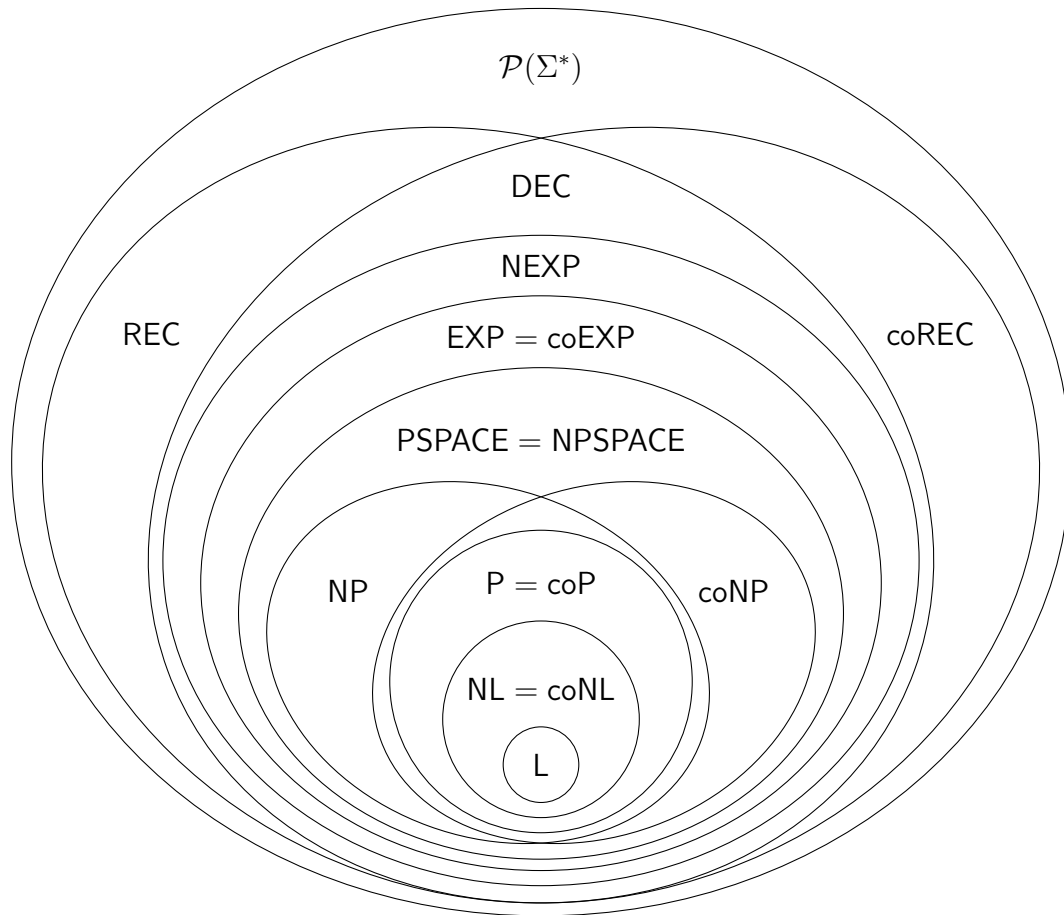 𝒫(Σ*)
DEC
NEXP
REC
EXP = coEXP
coREC
PSPACE = NPSPACE
NP
P = coP
coNP
NL = coNL
L